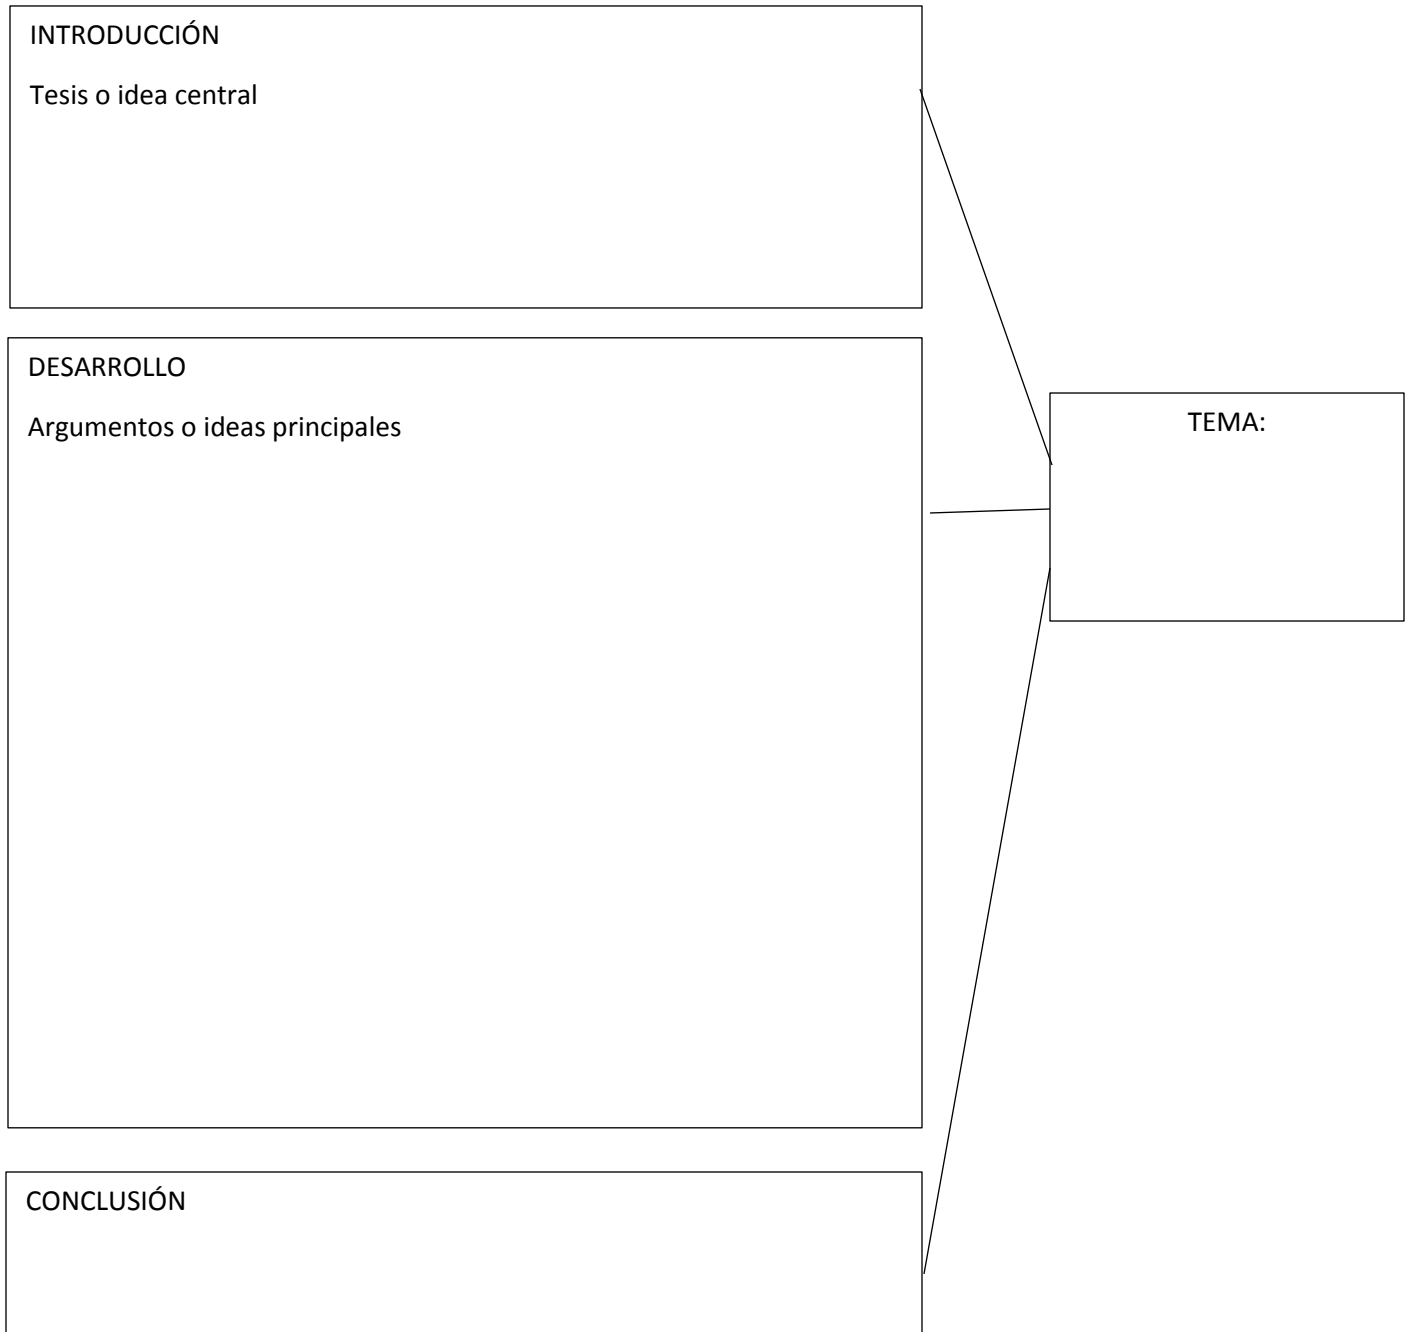 INTRODUCCIÓN
Tesis o idea central
DESARROLLO
Argumentos o ideas principales
TEMA:
CONCLUSIÓN